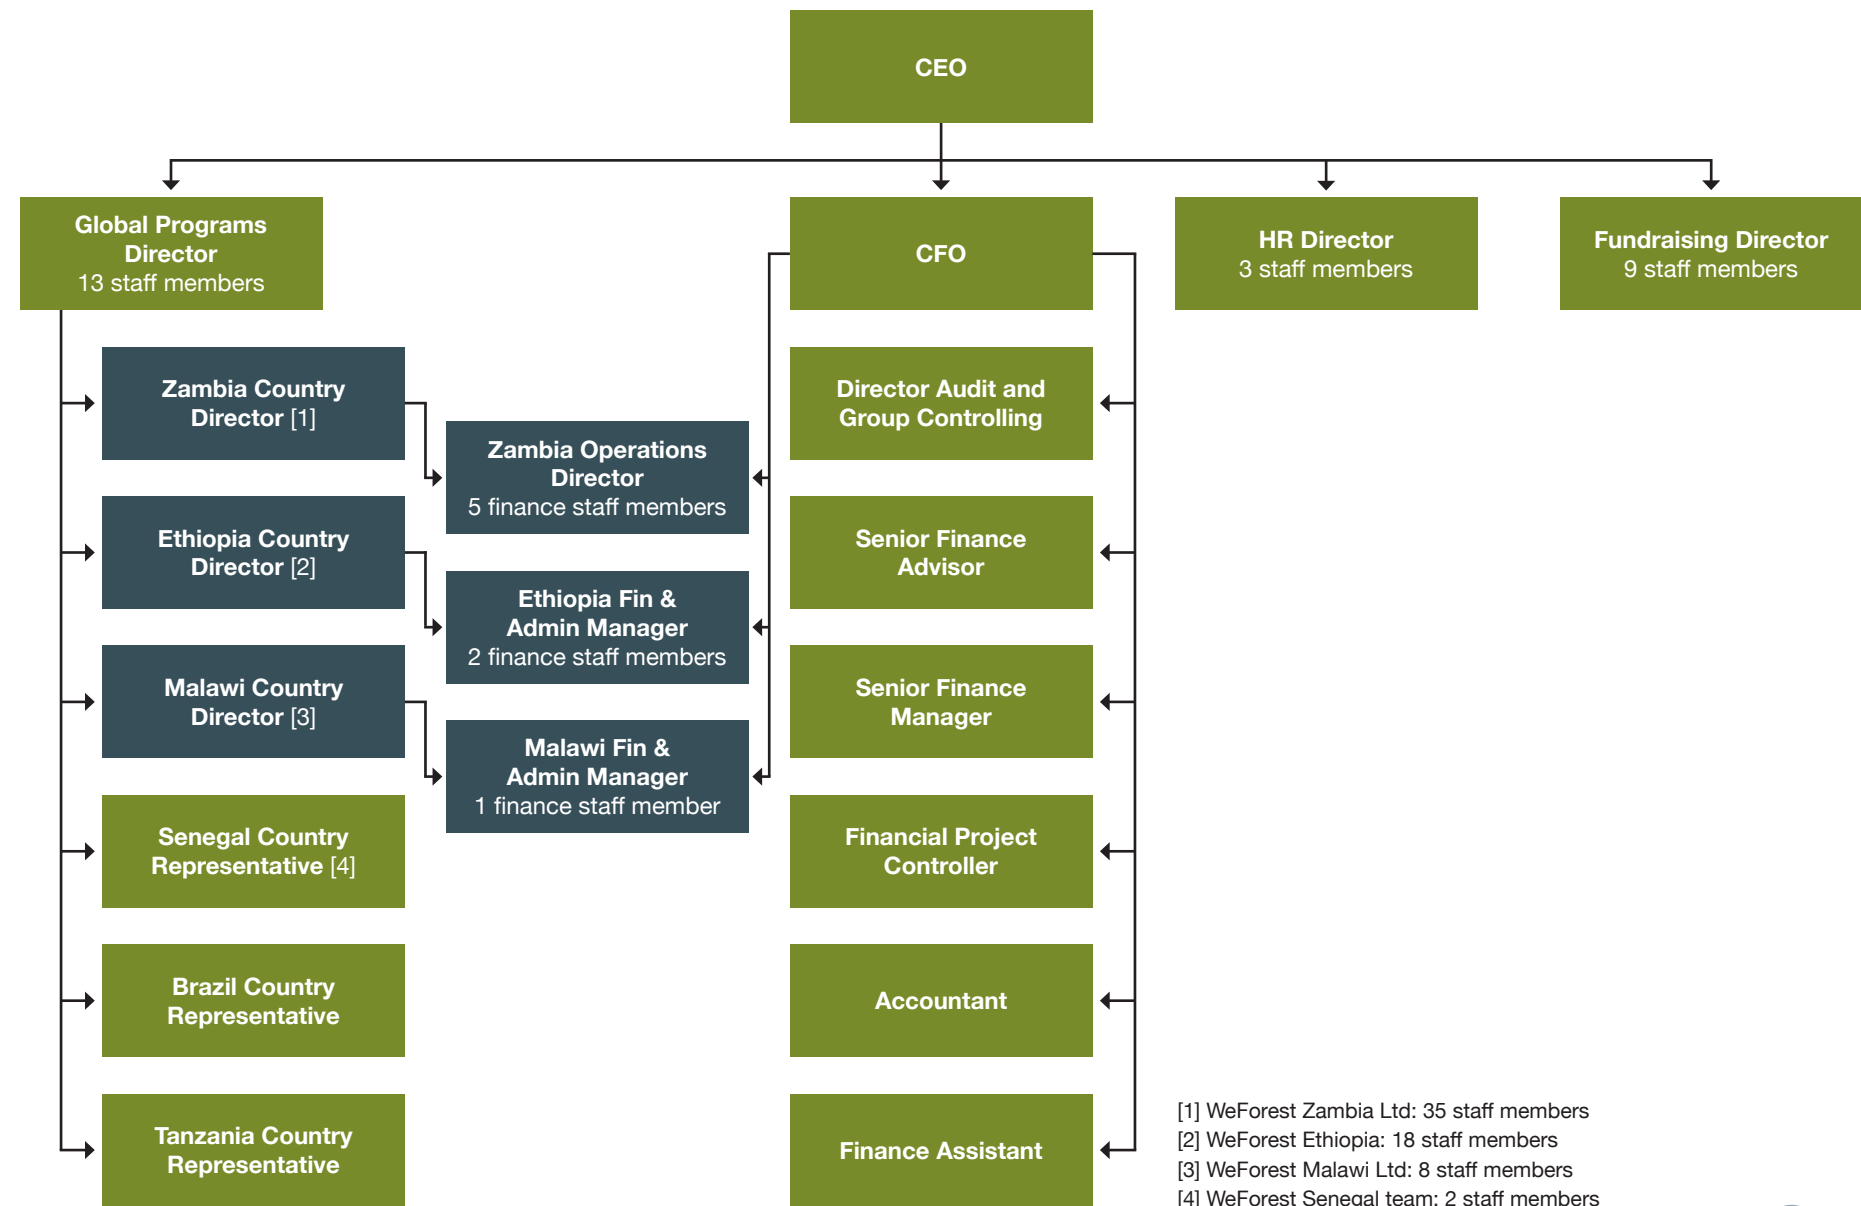 CEO
Global Programs
Director
13 staff members
CFO
HR Director
3 staff members
Fundraising Director
9 staff members
Zambia Country
Director [1]
Zambia Operations
Director
5 finance staff members
Director Audit and
Group Controlling
Ethiopia Country
Director [2]
Ethiopia Fin &
Admin Manager
2 finance staff members
Senior Finance
Advisor
Malawi Country
Director [3]
Malawi Fin &
Admin Manager
1 finance staff member
Senior Finance
Manager
Senegal Country
Representative [4]
Financial Project
Controller
Brazil Country
Representative
Accountant
Tanzania Country
Representative
Finance Assistant
[1] WeForest Zambia Ltd: 35 staff members
[2] WeForest Ethiopia: 18 staff members
[3] WeForest Malawi Ltd: 8 staff members
[4] WeForest Senegal team: 2 staff members